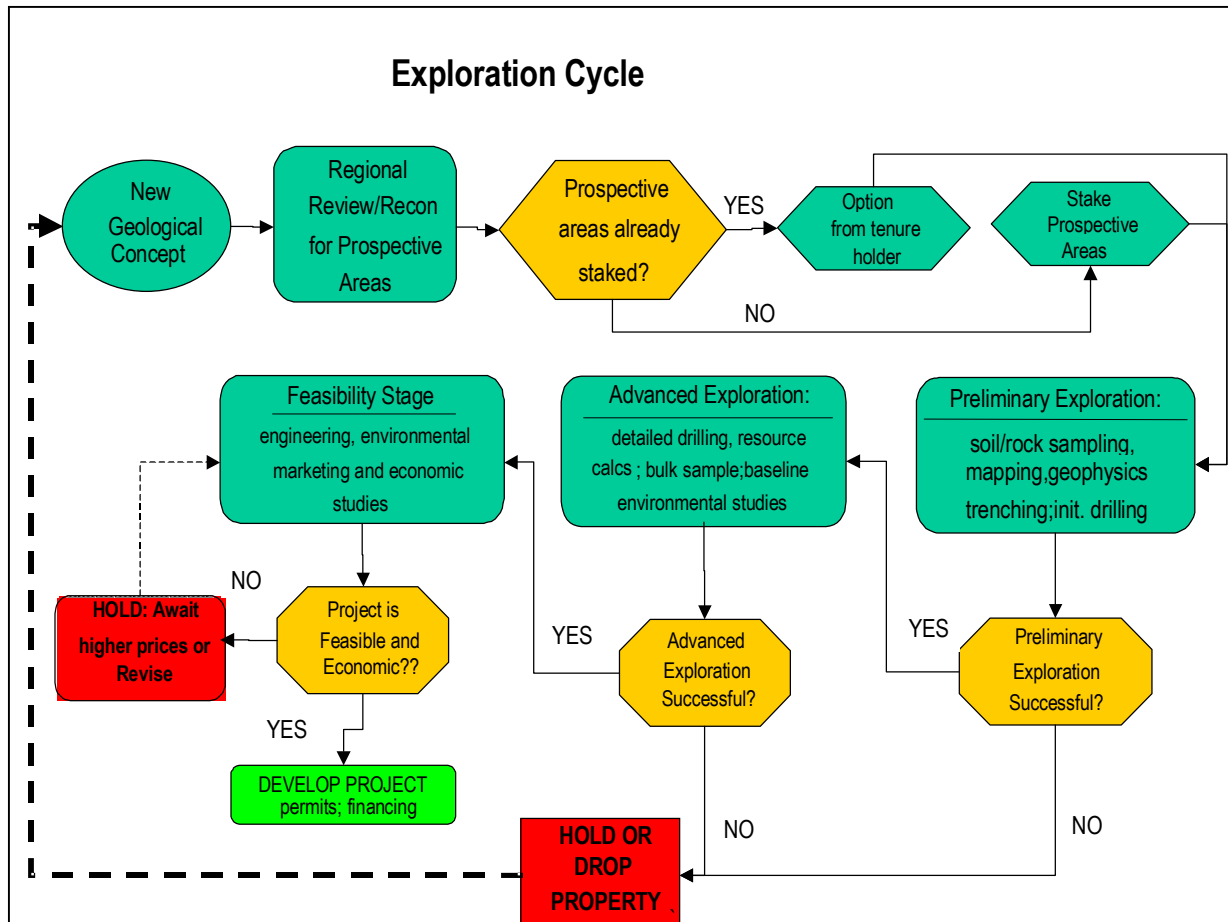 Exploration Cycle
New
Geological
Concept
Regional
Review/Recon
for Prospective
Areas
Prospective
areas already
staked?
YES
Option
from tenure
holder
Stake
Prospective
Areas
NO
Feasibility Stage
engineering, environmental
marketing and economic
studies
Advanced Exploration:
detailed drilling, resource
calcs ; bulk sample;baseline
environmental studies
Preliminary Exploration:
soil/rock sampling,
mapping,geophysics
trenching;init. drilling
NO
HOLD: Await
higher prices or
Revise
Project is
Feasible and
Economic??
YES
Advanced
Exploration
Successful?
YES
Preliminary
Exploration
Successful?
YES
DEVELOP PROJECT
permits; financing
NO
NO
HOLD OR
DROP
PROPERTY